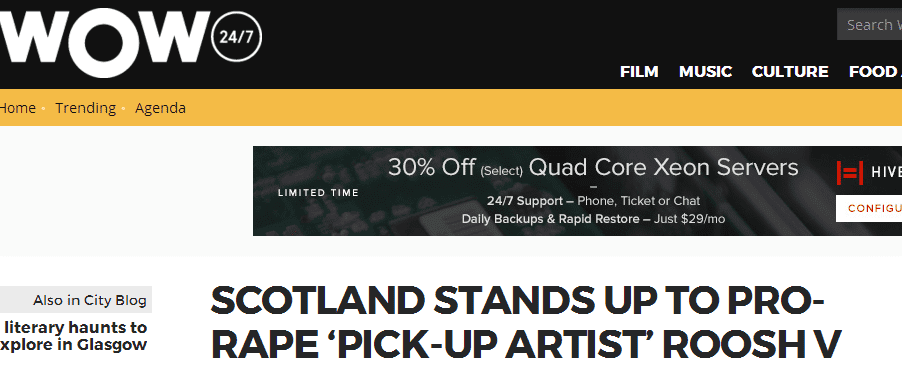 WOW 24/7
Search
FILM MUSIC CULTURE FOOD
Home • Trending • Agenda
LIMITED TIME
30% Off (Select) Quad Core Xeon Servers
–
24/7 Support – Phone, Ticket or Chat
Daily Backups & Rapid Restore – Just $29/mo
HIVE
CONFIGU
Also in City Blog
literary haunts to
xplore in Glasgow
SCOTLAND STANDS UP TO PRO-
RAPE ‘PICK-UP ARTIST’ ROOSH V